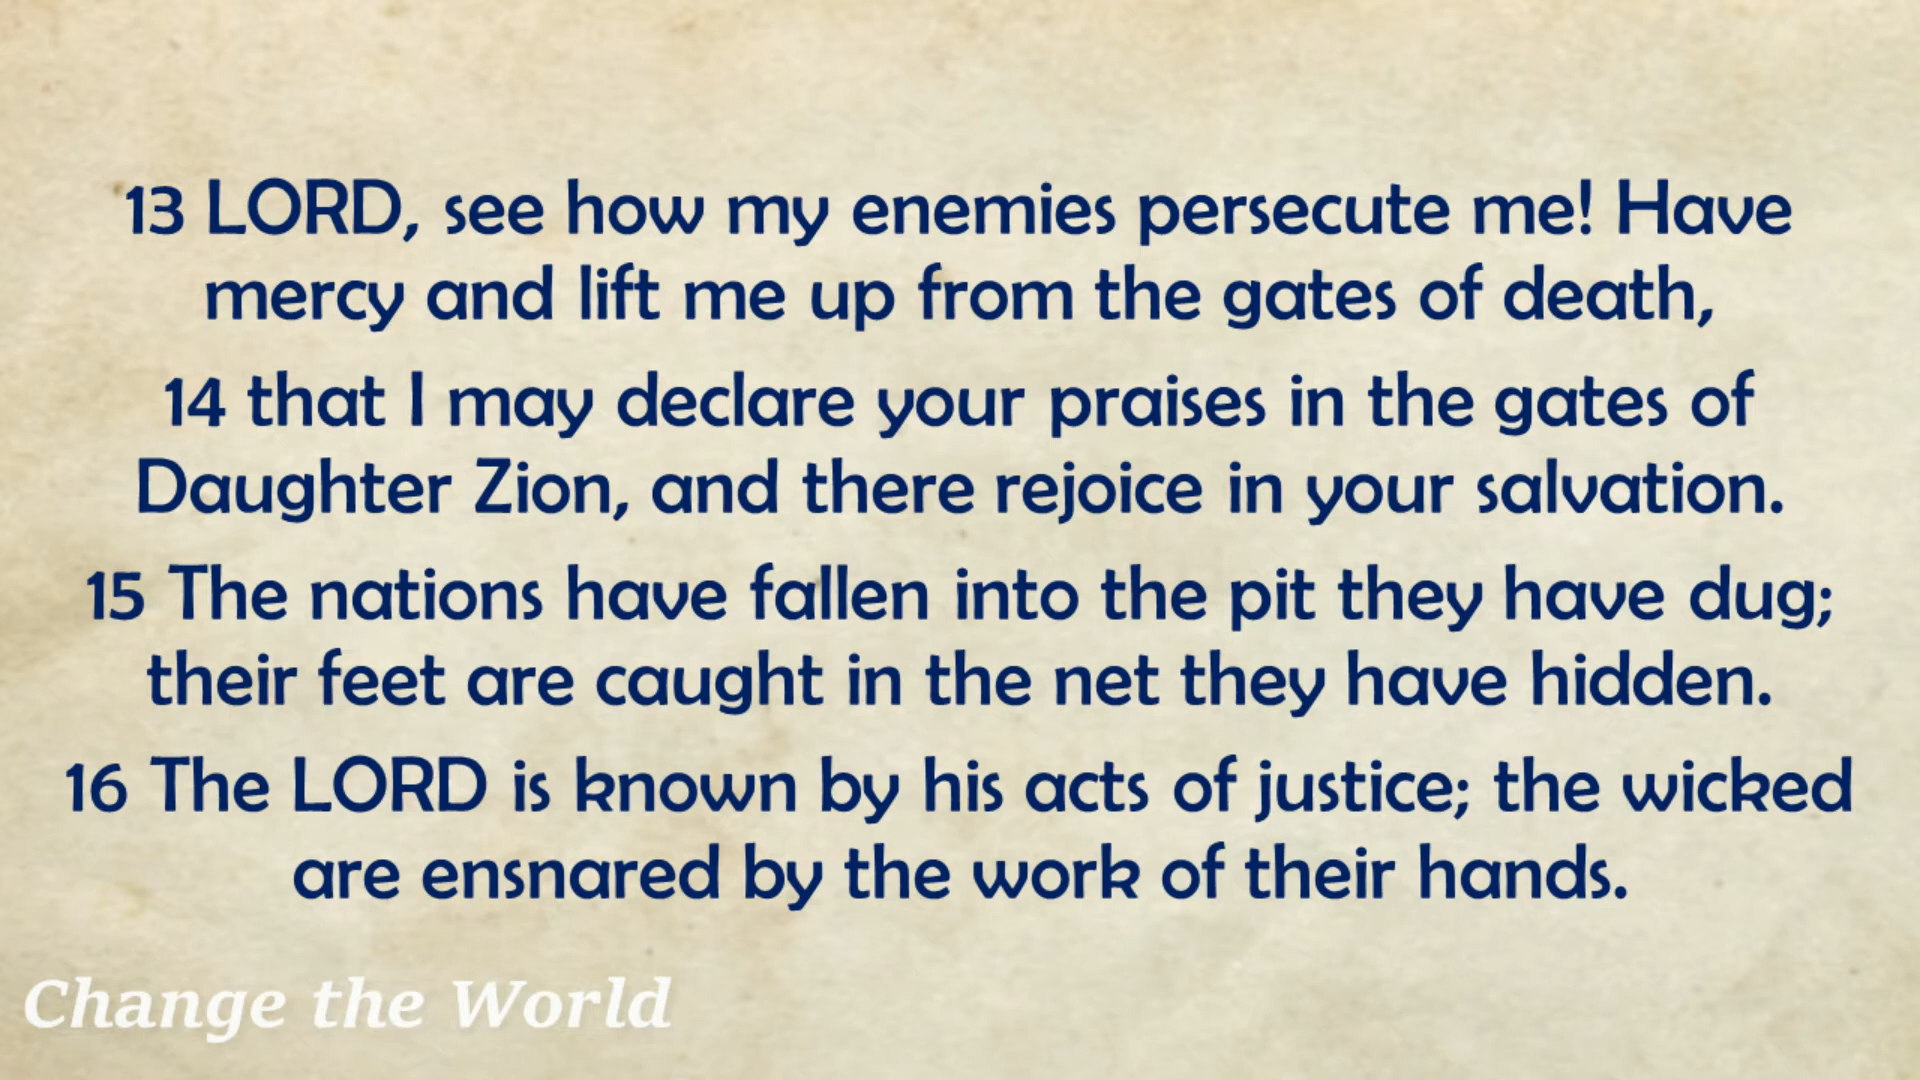 13 LORD, see how my enemies persecute me! Have
mercy and lift me up from the gates of death,
14 that I may declare your praises in the gates of
Daughter Zion, and there rejoice in your salvation.
15 The nations have fallen into the pit they have dug;
their feet are caught in the net they have hidden.
16 The LORD is known by his acts of justice; the wicked
are ensnared by the work of their hands.
Change the World